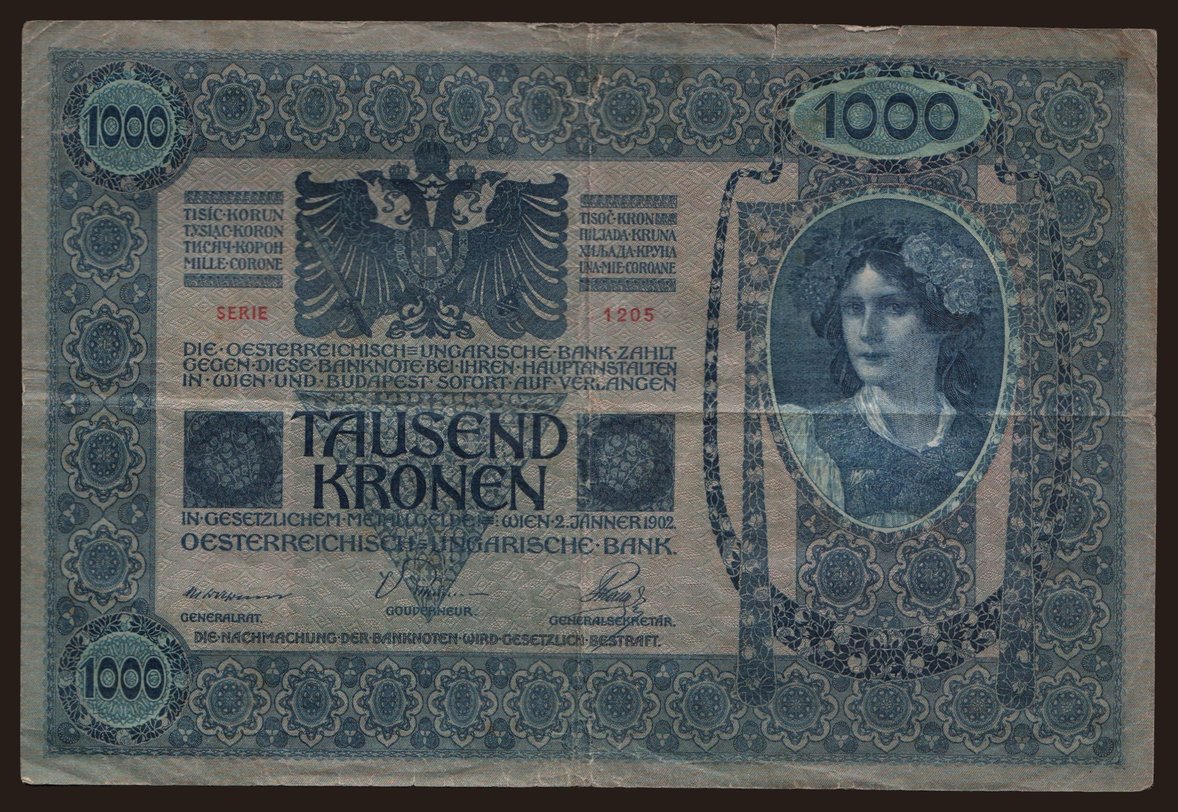 1000
1000
TISÍC·KORUN
TYSIĄC·KORON
ТИСЯЧ·КОРОН
MILLE·CORONE
TISOČ·KRON
HILJADA·KRUNA
ХИЉАДА·КРУНА
UNA·MIE·COROANE
SERIE 1205
DIE·OESTERREICHISCH=UNGARISCHE·BANK·ZAHLT
GEGEN·DIESE·BANKNOTE·BEI·IHREN·HAUPTANSTALTEN
IN·WIEN·UND·BUDAPEST·SOFORT·AUF·VERLANGEN
TAUSEND
KRONEN
IN·GESETZLICHEM·METALLGELDE=WIEN·2.JÄNNER 1902.
OESTERREICHISCH=UNGARISCHE·BANK.
GENERALRAT.
GOUVERNEUR.
GENERALSEKRETÄR.
DIE·NACHMACHUNG·DER·BANKNOTEN·WIRD·GESETZLICH·BESTRAFT.
1000